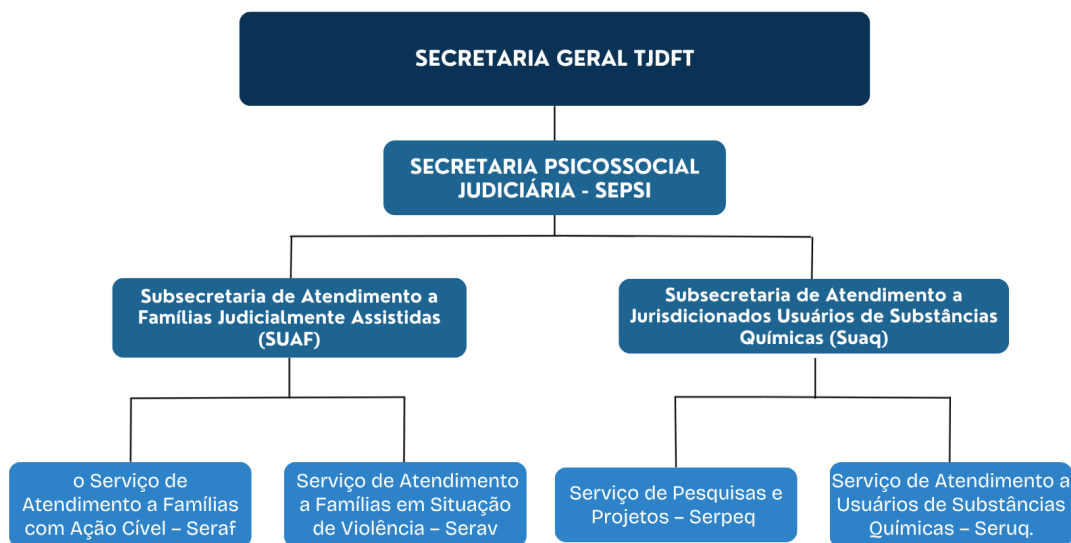 SECRETARIA GERAL TJDFT
SECRETARIA PSICOSSOCIAL
JUDICIÁRIA - SEPSI
Subsecretaria de Atendimento a
Famílias Judicialmente Assistidas
(SUAF)
Subsecretaria de Atendimento a
Jurisdicionados Usuários de Substâncias
Químicas (Suaq)
o Serviço de
Atendimento a Famílias
com Ação Cível – Seraf
Serviço de Atendimento
a Famílias em Situação
de Violência – Serav
Serviço de Pesquisas e
Projetos – Serpeq
Serviço de Atendimento a
Usuários de Substâncias
Químicas – Seruq.